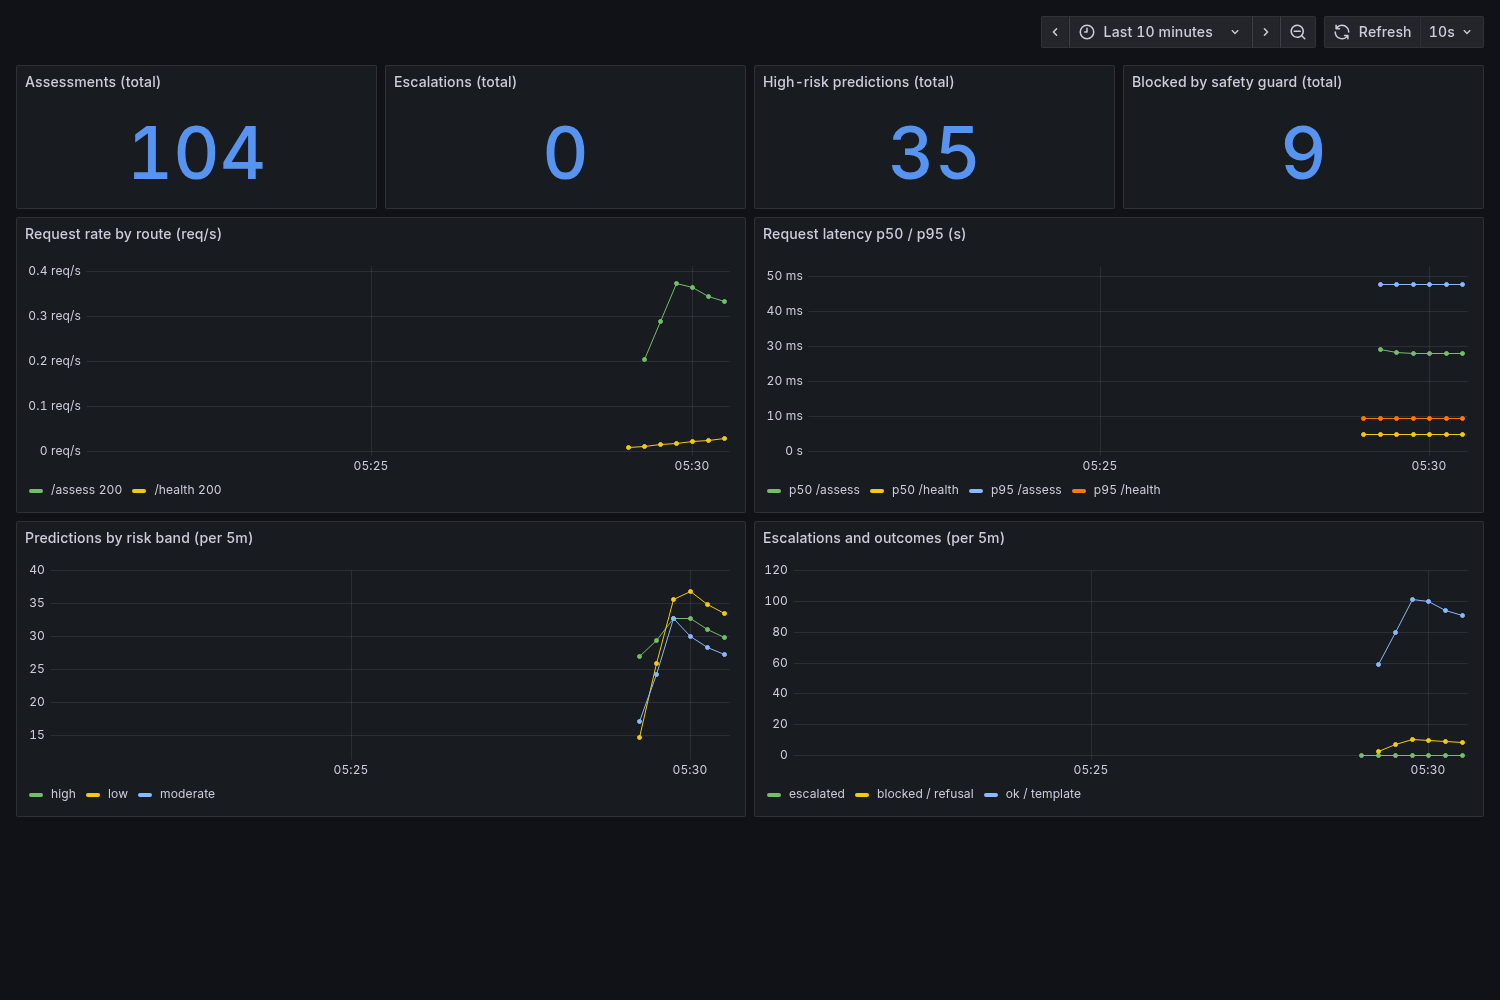 Last 10 minutes Refresh 10s
Assessments (total)
104
Escalations (total)
0
High-risk predictions (total)
35
Blocked by safety guard (total)
9
Request rate by route (req/s)
0.4 req/s
0.3 req/s
0.2 req/s
0.1 req/s
0 req/s
05:25 05:30
/assess 200 /health 200
Request latency p50 / p95 (s)
50 ms
40 ms
30 ms
20 ms
10 ms
0 s
05:25 05:30
p50 /assess p50 /health p95 /assess p95 /health
Predictions by risk band (per 5m)
40
35
30
25
20
15
05:25 05:30
high low moderate
Escalations and outcomes (per 5m)
120
100
80
60
40
20
0
05:25 05:30
escalated blocked / refusal ok / template